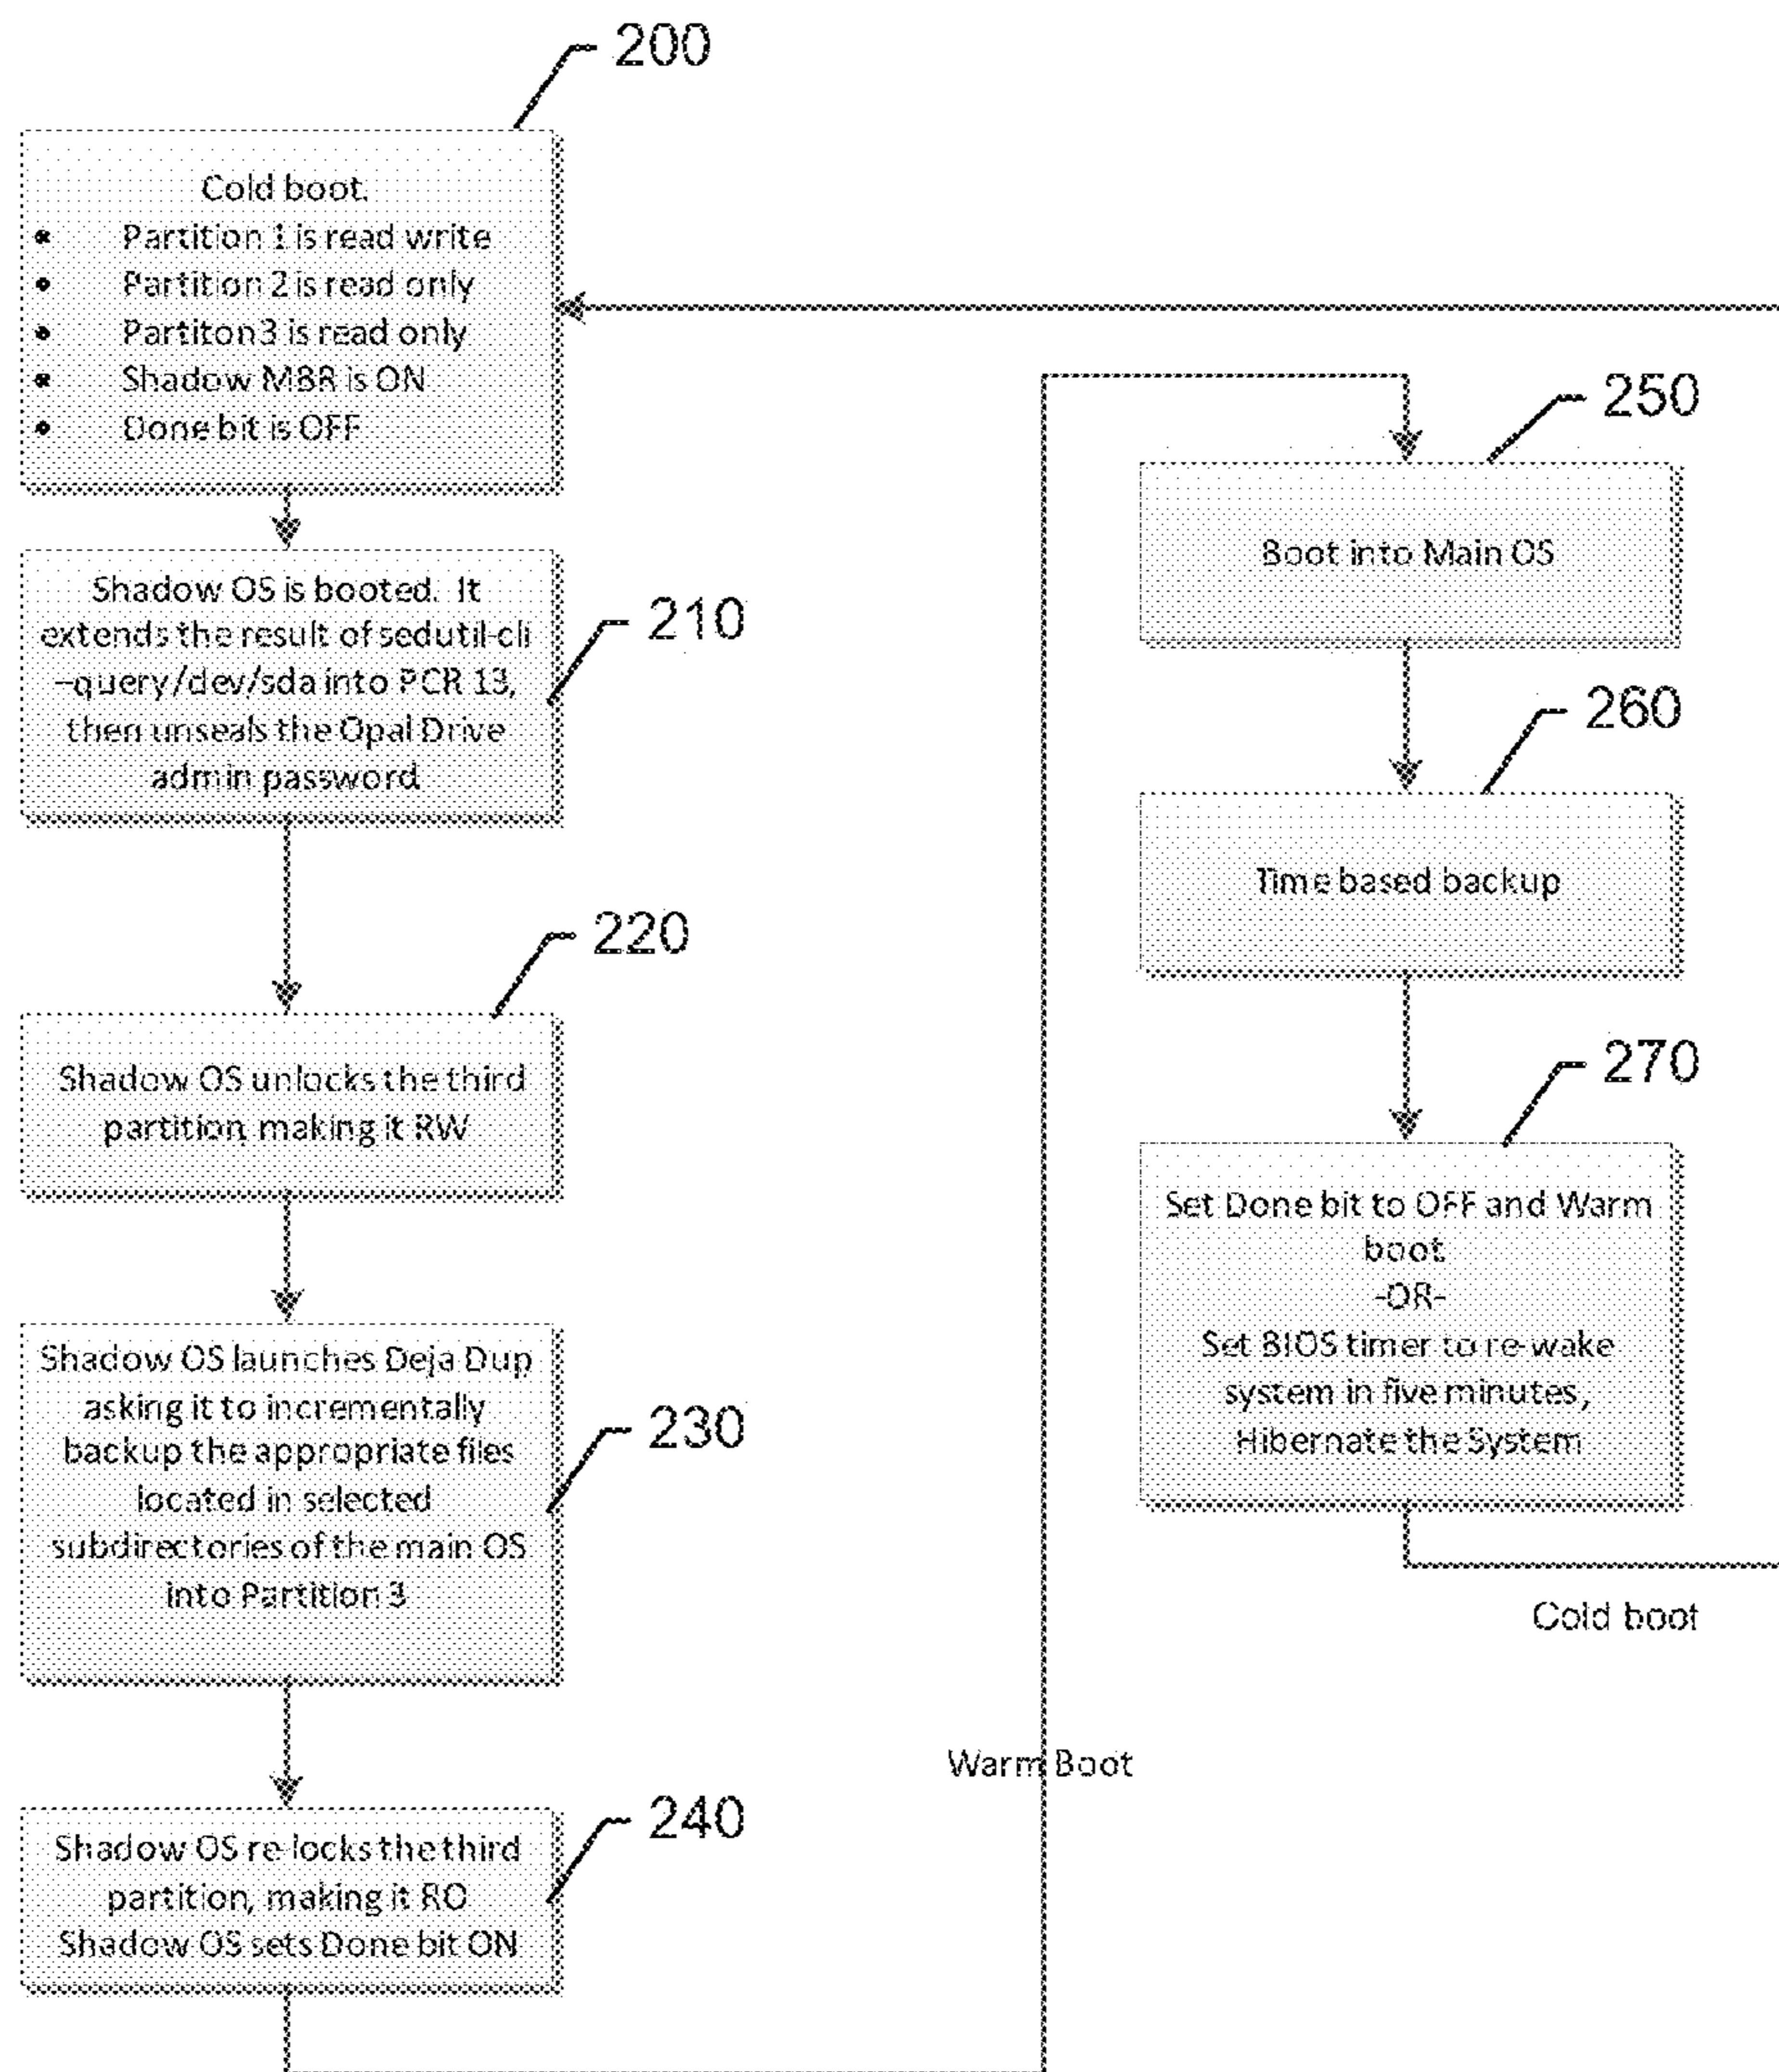 200
Cold boot.
• Partition 1 is read write
• Partition 2 is read only
• Partiton 3 is read only
• Shadow MBR is ON
• Done bit is OFF
Shadow OS is booted. It
extends the result of sedutil-cli
--query /dev/sda into PCR 13,
then unseals the Opal Drive
admin password
210
220
Shadow OS unlocks the third
partition, making it RW
Shadow OS launches Deja Dup
asking it to incrementally
backup the appropriate files
located in selected
subdirectories of the main OS
into Partition 3
230
Shadow OS re-locks the third
partition, making it RO
Shadow OS sets Done bit ON
240
Warm Boot
250
Boot into Main OS
260
Time based backup
270
Set Done bit to OFF and Warm
boot
-OR-
Set BIOS timer to re-wake
system in five minutes,
Hibernate the System
Cold boot